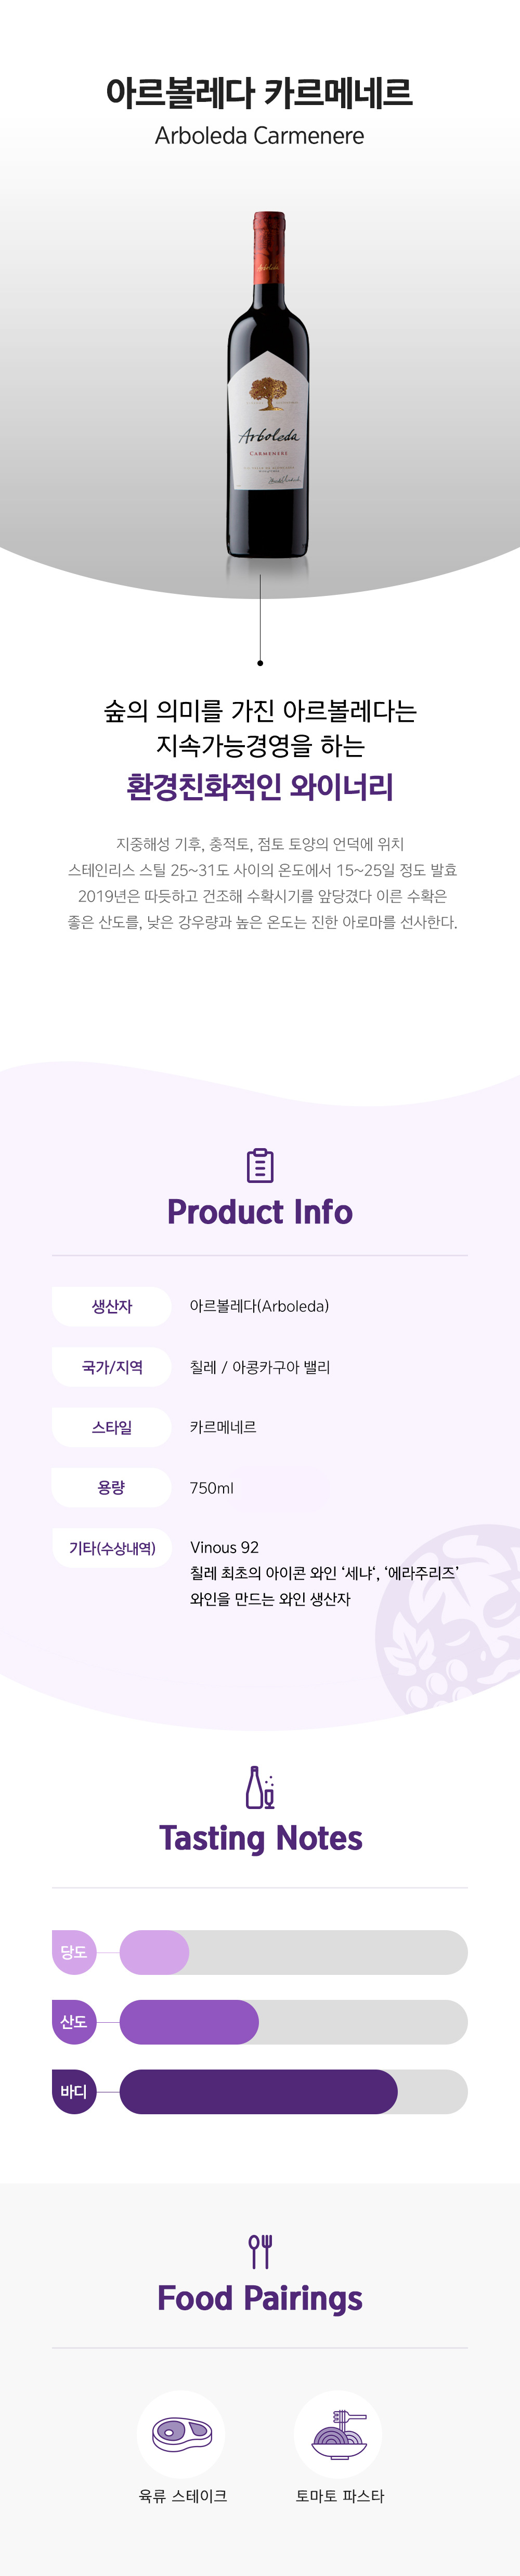 아르볼레다 카르메네르
Arboleda Carmenere
Arboleda
CARMENERE
숲의 의미를 가진 아르볼레다는
지속가능경영을 하는
환경친화적인 와이너리
지중해성 기후, 충적토, 점토 토양의 언덕에 위치
스테인리스 스틸 25~31도 사이의 온도에서 15~25일 정도 발효
2019년은 따듯하고 건조해 수확시기를 앞당겼다 이른 수확은
좋은 산도를, 낮은 강우량과 높은 온도는 진한 아로마를 선사한다.
Product Info
생산자
아르볼레다(Arboleda)
국가/지역
칠레 / 아콩카구아 밸리
스타일
카르메네르
용량
750ml
기타(수상내역)
Vinous 92
칠레 최초의 아이콘 와인 ‘세냐‘, ‘에라주리즈’
와인을 만드는 와인 생산자
Tasting Notes
당도
산도
바디
Food Pairings
육류 스테이크
토마토 파스타